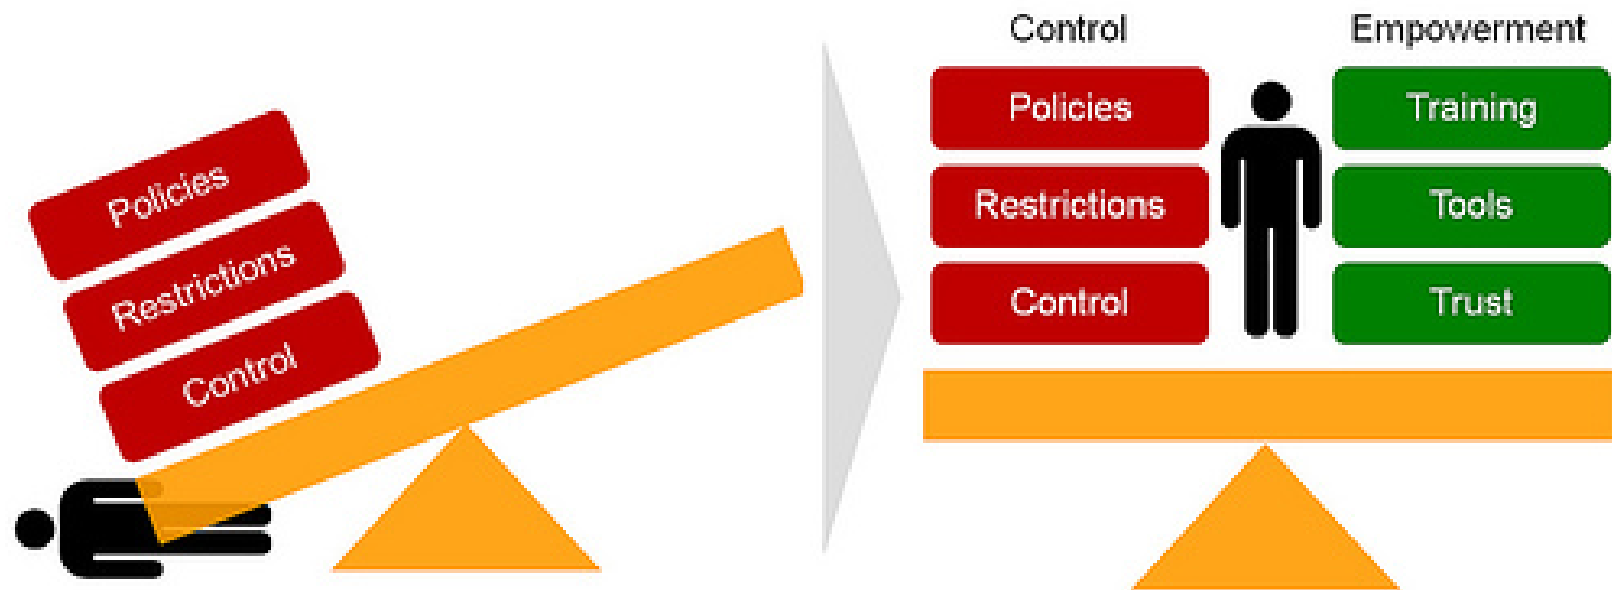 Policies
Restrictions
Control
Control
Empowerment
Policies
Training
Restrictions
Tools
Control
Trust